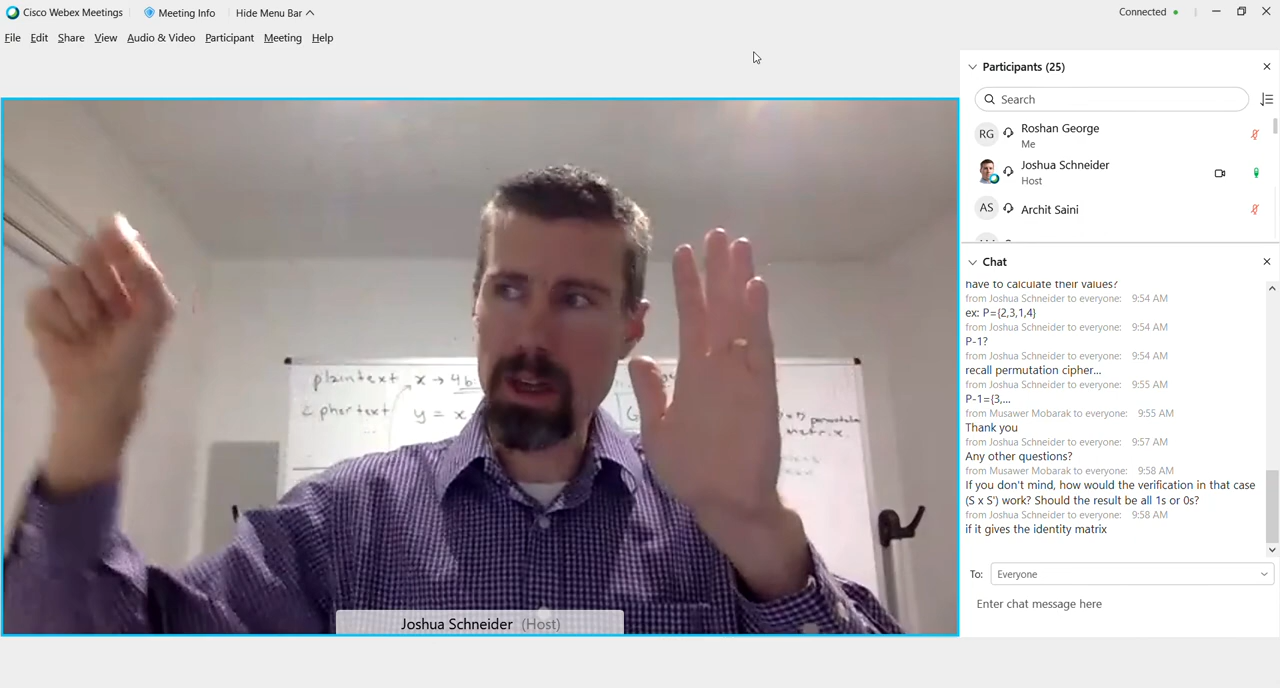 Cisco Webex Meetings Meeting Info Hide Menu Bar Connected
File Edit Share View Audio & Video Participant Meeting Help
plaintext x → 4b
y = x
matrix
Joshua Schneider (Host)
Participants (25)
Search
RG Roshan George
Me
Joshua Schneider
Host
AS Archit Saini
Chat
have to calculate their values?
from Joshua Schneider to everyone: 9:54 AM
ex: P={2,3,1,4}
from Joshua Schneider to everyone: 9:54 AM
P-1?
from Joshua Schneider to everyone: 9:54 AM
recall permutation cipher...
from Joshua Schneider to everyone: 9:55 AM
P-1={3,...
from Musawer Mobarak to everyone: 9:55 AM
Thank you
from Joshua Schneider to everyone: 9:57 AM
Any other questions?
from Musawer Mobarak to everyone: 9:58 AM
If you don't mind, how would the verification in that case
(S x S') work? Should the result be all 1s or 0s?
from Joshua Schneider to everyone: 9:58 AM
if it gives the identity matrix
To: Everyone
Enter chat message here